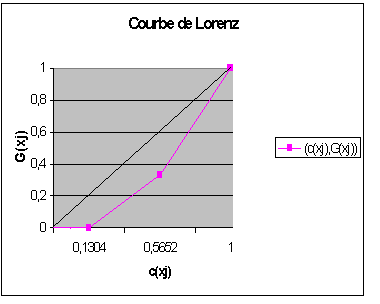 Courbe de Lorenz
1
0,8
0,6
0,4
0,2
0
G (xj)
0,1304 0,5652 1
c(xj)
(c(xj),G(xj))